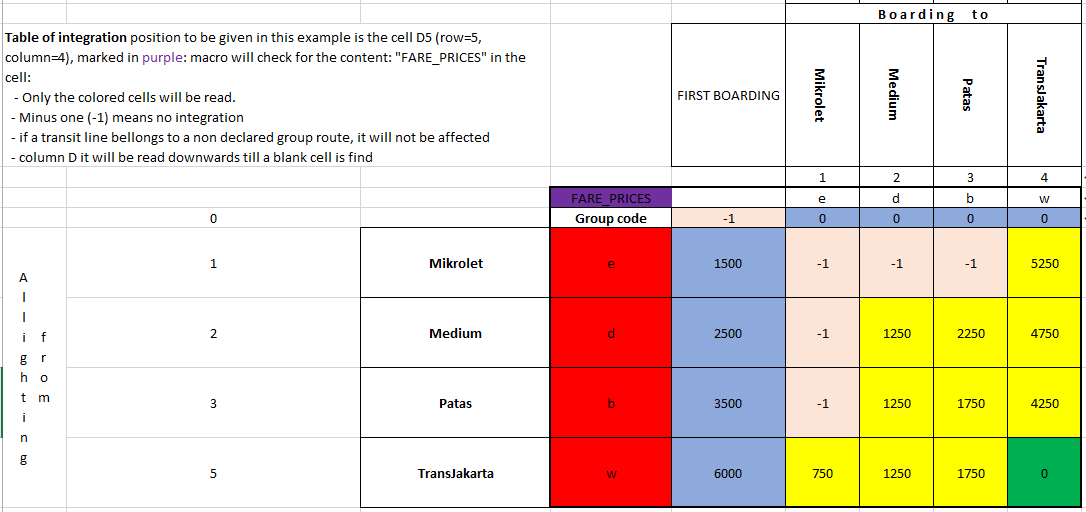 Boarding to
Table of integration position to be given in this example is the cell D5 (row=5,
column=4), marked in purple: macro will check for the content: "FARE_PRICES" in the
cell:
- Only the colored cells will be read.
- Minus one (-1) means no integration
- if a transit line bellongs to a non declared group route, it will not be affected
- column D it will be read downwards till a blank cell is find
FIRST BOARDING Mikrolet Medium Patas TransJakarta
1 2 3 4
FARE_PRICES e d b w
0 Group code -1 0 0 0 0
Alighting from
1 Mikrolet e 1500 -1 -1 -1 5250
2 Medium d 2500 -1 1250 2250 4750
3 Patas b 3500 -1 1250 1750 4250
5 TransJakarta w 6000 750 1250 1750 0